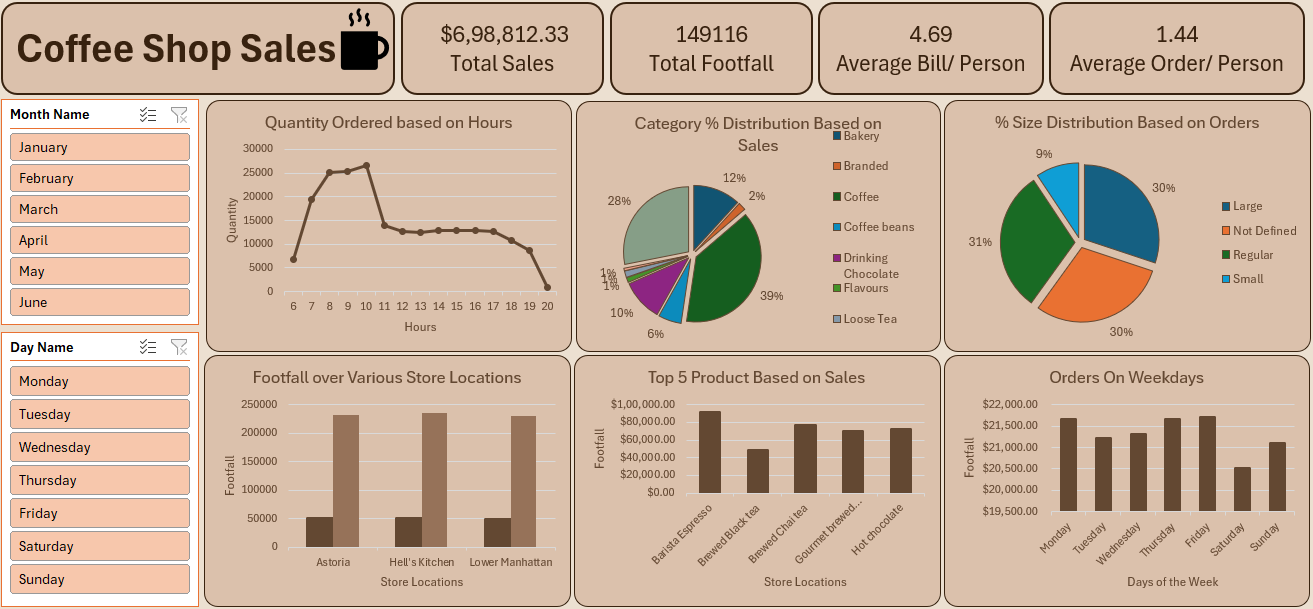 Coffee Shop Sales
$6,98,812.33
Total Sales
149116
Total Footfall
4.69
Average Bill/ Person
1.44
Average Order/ Person
Month Name
January
February
March
April
May
June
Day Name
Monday
Tuesday
Wednesday
Thursday
Friday
Saturday
Sunday
Quantity Ordered based on Hours
30000
25000
20000
15000
10000
5000
0
Quantity
6 7 8 9 10 11 12 13 14 15 16 17 18 19 20
Hours
Category % Distribution Based on
Sales
12%
2%
39%
6%
10%
1%
1%
1%
28%
Bakery
Branded
Coffee
Coffee beans
Drinking
Chocolate
Flavours
Loose Tea
% Size Distribution Based on Orders
9%
30%
31%
30%
Large
Not Defined
Regular
Small
Footfall over Various Store Locations
250000
200000
150000
100000
50000
0
Footfall
Astoria Hell's Kitchen Lower Manhattan
Store Locations
Top 5 Product Based on Sales
$1,00,000.00
$80,000.00
$60,000.00
$40,000.00
$20,000.00
$0.00
Footfall
Barista Espresso
Brewed Black tea
Brewed Chai tea
Gourmet brewed...
Hot chocolate
Store Locations
Orders On Weekdays
$22,000.00
$21,500.00
$21,000.00
$20,500.00
$20,000.00
$19,500.00
Footfall
Monday
Tuesday
Wednesday
Thursday
Friday
Saturday
Sunday
Days of the Week